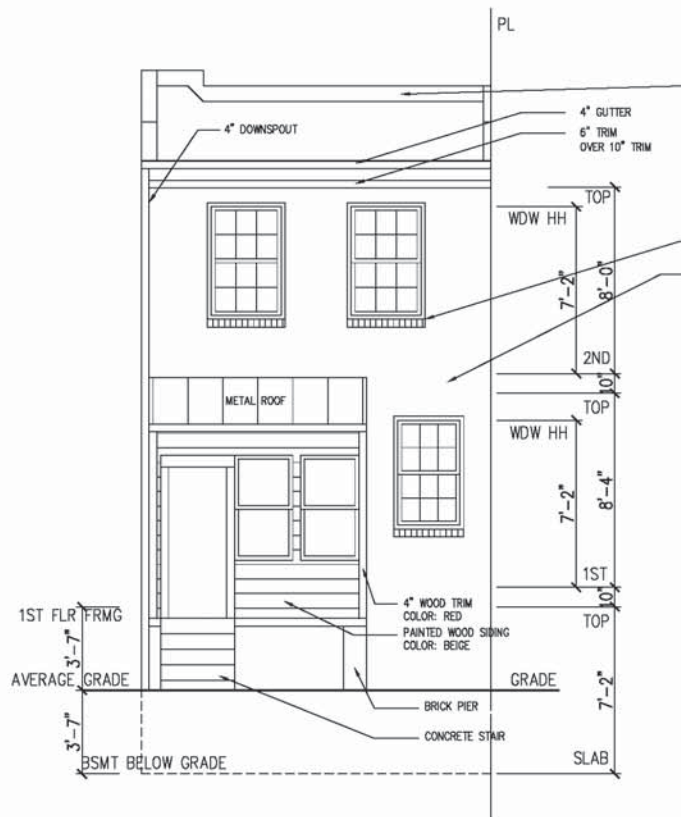 PL
4" GUTTER
4" DOWNSPOUT
6" TRIM
OVER 10" TRIM
TOP
WDW HH
7'-2"
8'-0"
2ND
10"
TOP
METAL ROOF
WDW HH
7'-2"
8'-4"
1ST
10"
4" WOOD TRIM
COLOR: RED
1ST FLR FRMG
TOP
PAINTED WOOD SIDING
COLOR: BEIGE
3'-7"
AVERAGE GRADE
GRADE
7'-2"
BRICK PIER
3'-7"
CONCRETE STAIR
BSMT BELOW GRADE
SLAB